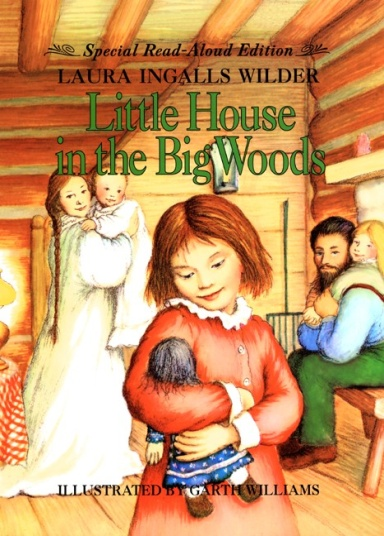 Special Read-Aloud Edition
LAURA INGALLS WILDER
Little House
in the Big Woods
ILLUSTRATED BY GARTH WILLIAMS